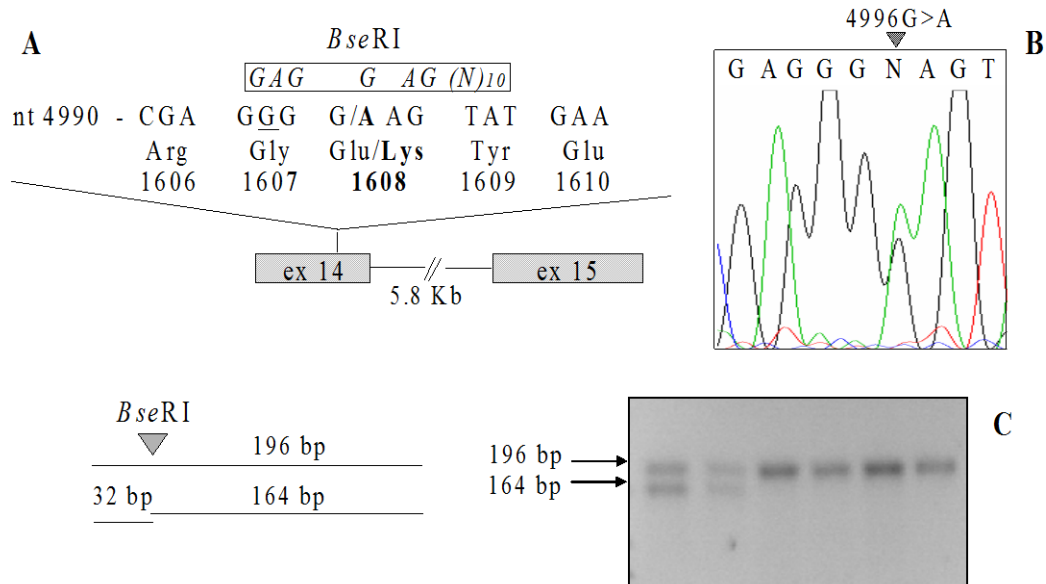 A
BseRI
GAG G AG (N)10
nt 4990 - CGA GGG G/A AG TAT GAA
Arg Gly Glu/Lys Tyr Glu
1606 1607 1608 1609 1610
ex 14 ex 15
5.8 Kb
4996G>A
B
G A G G G N A G T
BseRI
196 bp
32 bp 164 bp
C
196 bp
164 bp